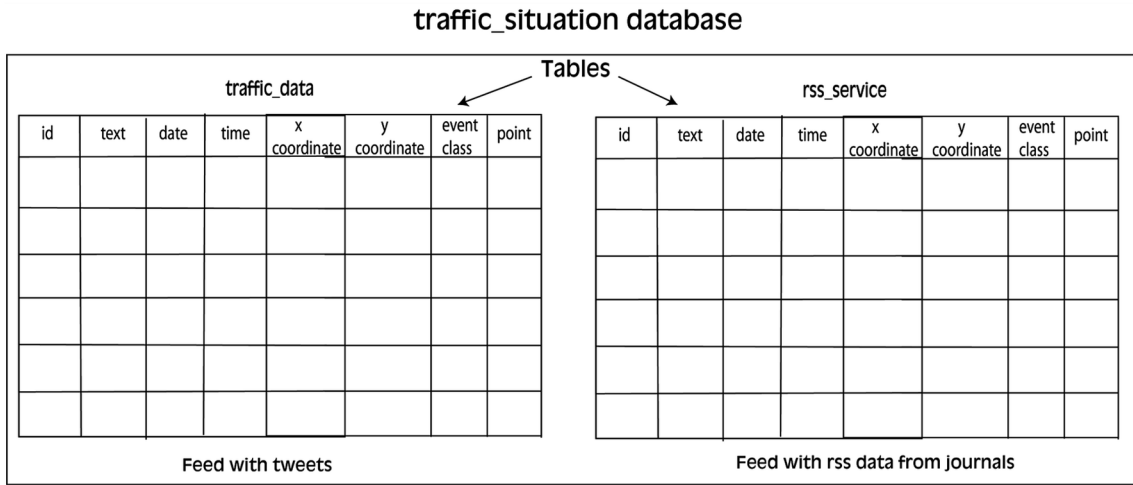 traffic_situation database
Tables
traffic_data
rss_service
id text date time x coordinate y coordinate event class point
id text date time x coordinate y coordinate event class point
Feed with tweets
Feed with rss data from journals